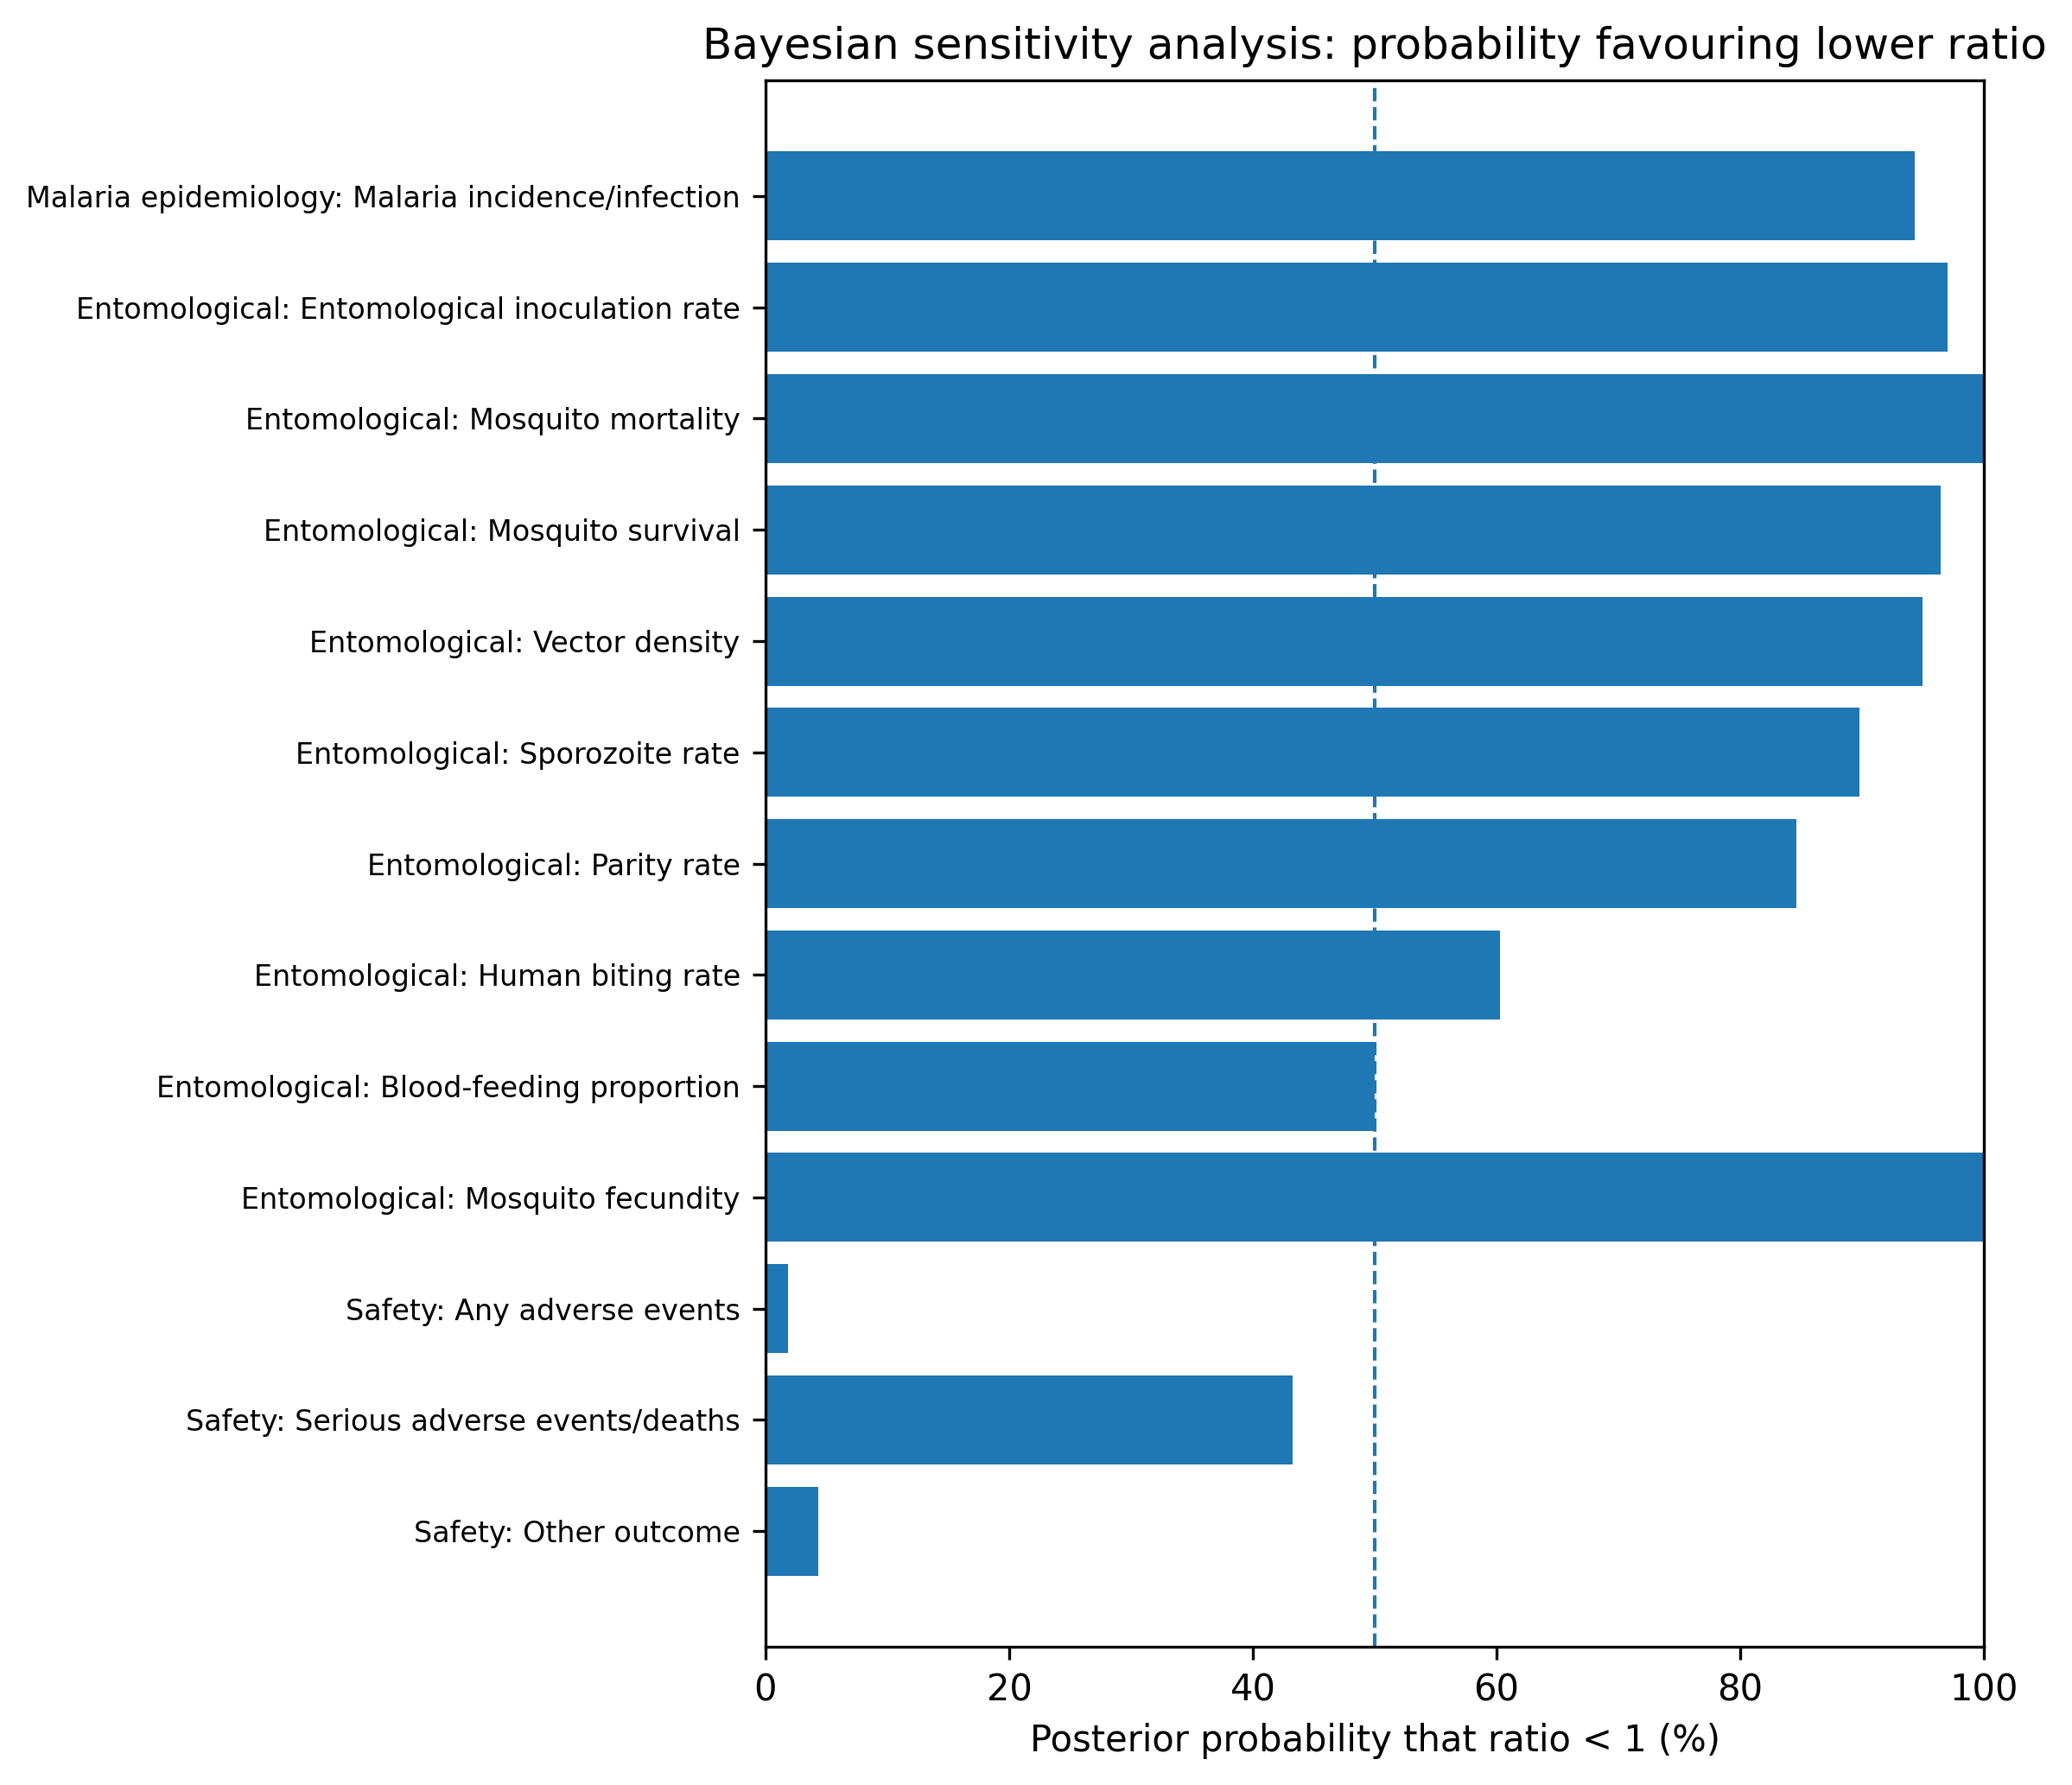 Bayesian sensitivity analysis: probability favouring lower ratio
Malaria epidemiology: Malaria incidence/infection
Entomological: Entomological inoculation rate
Entomological: Mosquito mortality
Entomological: Mosquito survival
Entomological: Vector density
Entomological: Sporozoite rate
Entomological: Parity rate
Entomological: Human biting rate
Entomological: Blood-feeding proportion
Entomological: Mosquito fecundity
Safety: Any adverse events
Safety: Serious adverse events/deaths
Safety: Other outcome
0 20 40 60 80 100
Posterior probability that ratio < 1 (%)